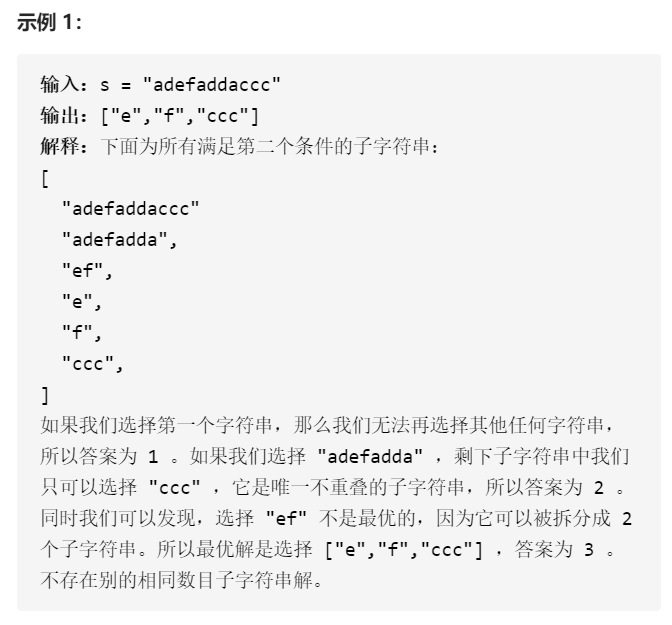 示例 1：
输入：s = "adefaddaccc"
输出：["e","f","ccc"]
解释：下面为所有满足第二个条件的子字符串：
[
  "adefaddaccc"
  "adefadda",
  "ef",
  "e",
  "f",
  "ccc",
]
如果我们选择第一个字符串，那么我们无法再选择其他任何字符串，
所以答案为 1 。如果我们选择 "adefadda" ，剩下子字符串中我们
只可以选择 "ccc" ，它是唯一不重叠的子字符串，所以答案为 2 。
同时我们可以发现，选择 "ef" 不是最优的，因为它可以被拆分成 2
个子字符串。所以最优解是选择 ["e","f","ccc"] ，答案为 3 。
不存在别的相同数目子字符串解。